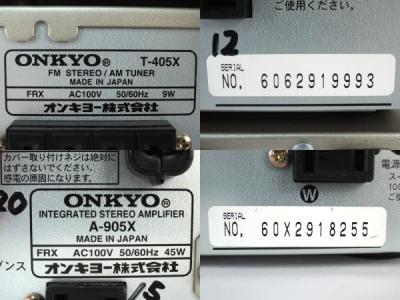 ONKYO® T-405X
FM STEREO / AM TUNER
MADE IN JAPAN
FRX AC100V 50/60Hz 9W
オンキヨー株式会社
ご使用ください。
12
SERIAL
NO. 6062919993
カバー取り付けネジは絶対に
はずさないでください。
感電の原因になります。
20
ONKYO®
INTEGRATED STEREO AMPLIFIER
A-905X
MADE IN JAPAN
FRX AC100V 50/60Hz 45W
オンキヨー株式会社
ダンス
15
W
電源
SERIAL
NO. 60X2918255